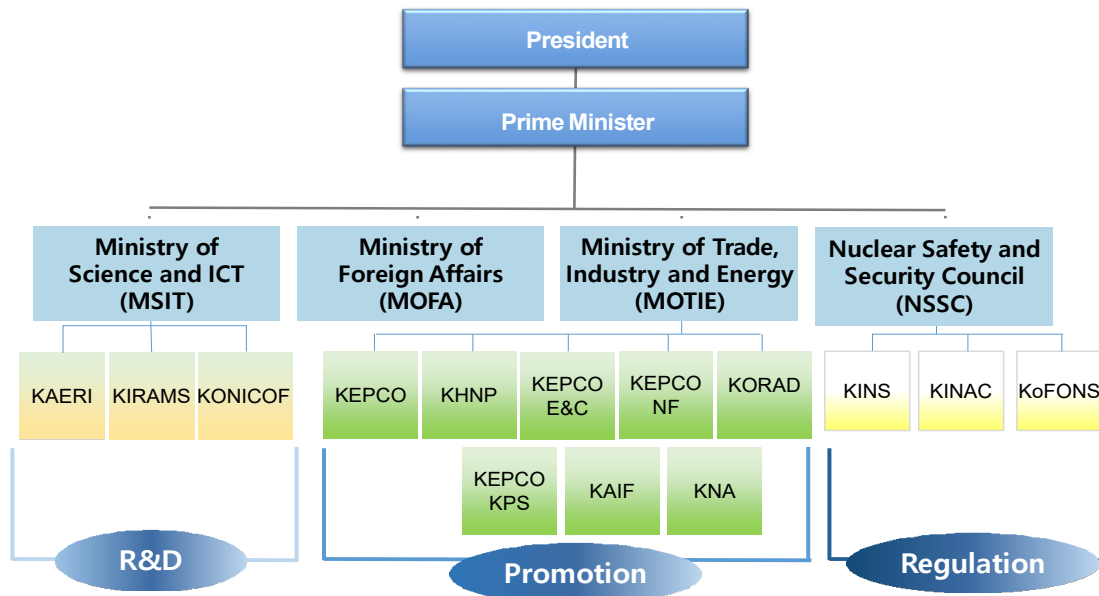 President
Prime Minister
Ministry of
Science and ICT
(MSIT)
Ministry of
Foreign Affairs
(MOFA)
Ministry of Trade,
Industry and Energy
(MOTIE)
Nuclear Safety and
Security Council
(NSSC)
KAERI
KIRAMS
KONICOF
KEPCO
KHNP
KEPCO
E&C
KEPCO
NF
KORAD
KINS
KINAC
KoFONS
KEPCO
KPS
KAIF
KNA
R&D
Promotion
Regulation